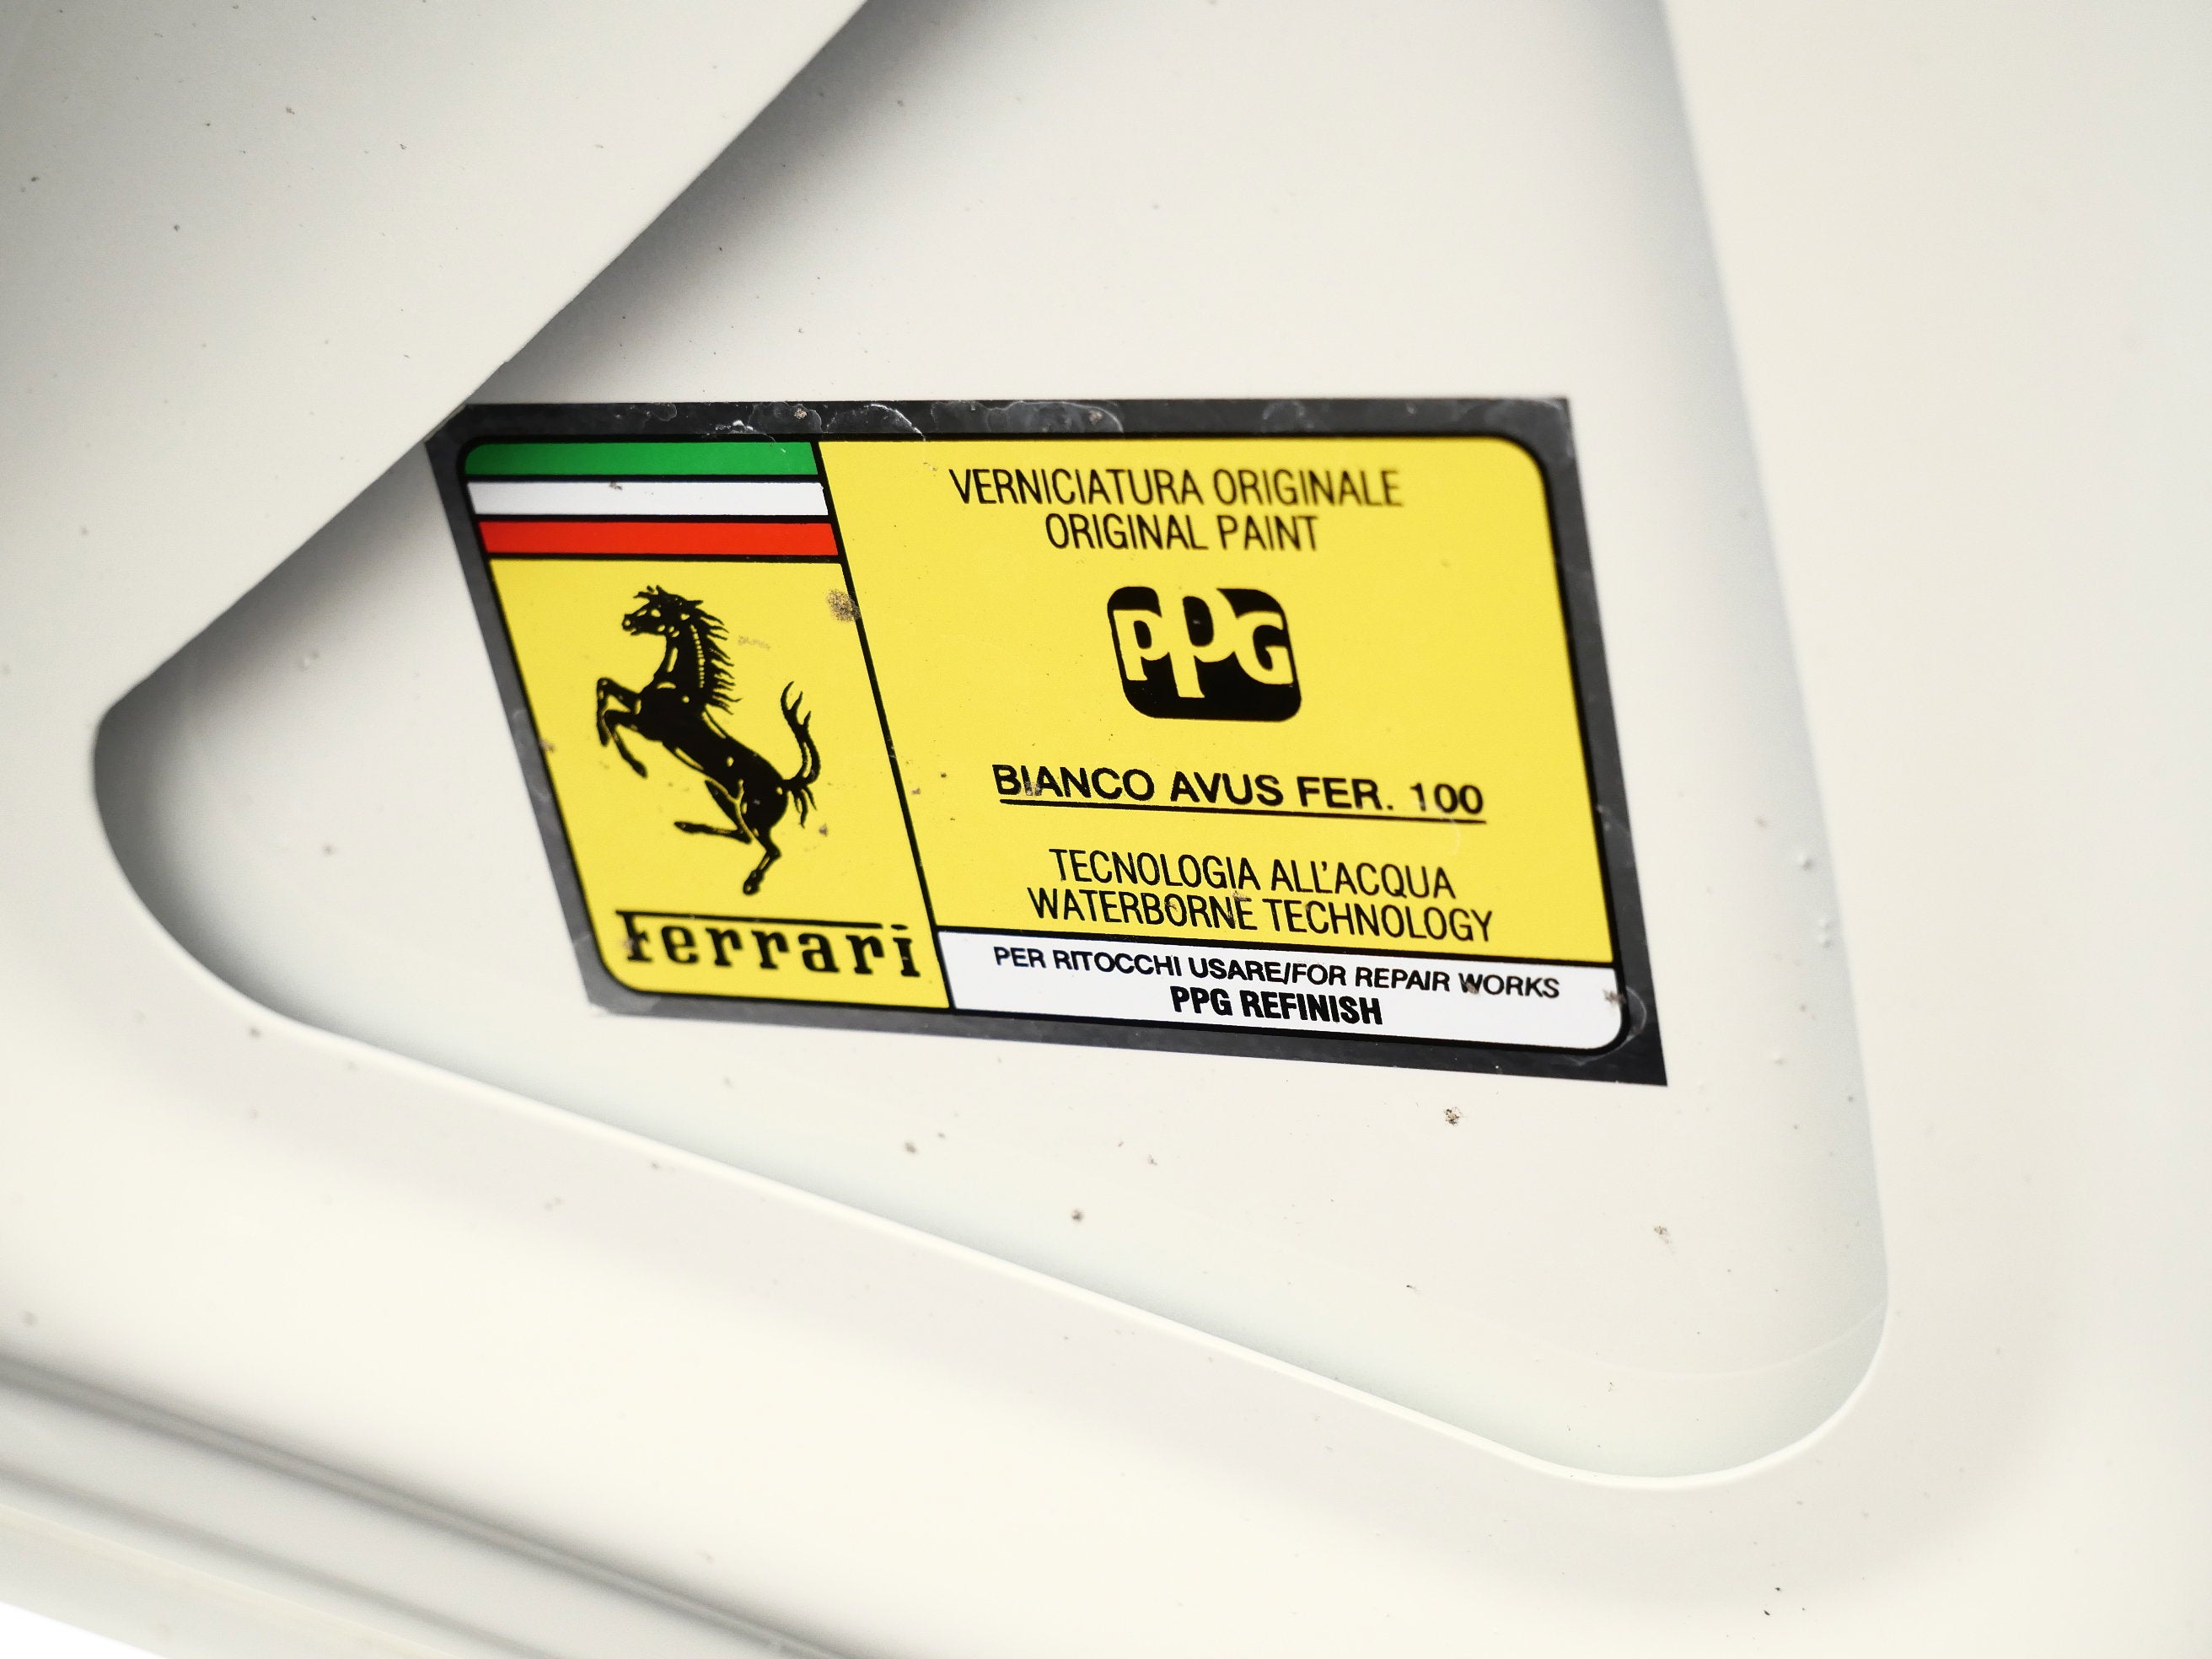 Ferrari
VERNICIATURA ORIGINALE
ORIGINAL PAINT
PPG
BIANCO AVUS FER. 100
TECNOLOGIA ALL'ACQUA
WATERBORNE TECHNOLOGY
PER RITOCCHI USARE/FOR REPAIR WORKS
PPG REFINISH